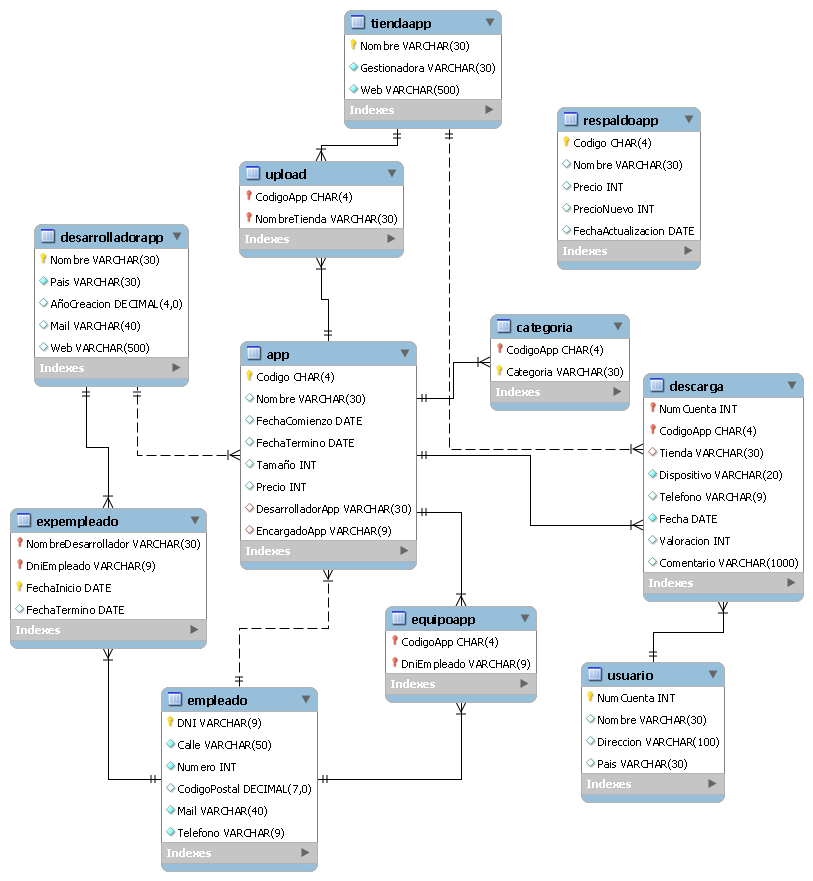 tiendaapp
Nombre VARCHAR(30)
Gestionadora VARCHAR(30)
Web VARCHAR(500)
Indexes
respaldoapp
Codigo CHAR(4)
Nombre VARCHAR(30)
Precio INT
PrecioNuevo INT
FechaActualizacion DATE
Indexes
upload
CodigoApp CHAR(4)
NombreTienda VARCHAR(30)
Indexes
desarrolladorapp
Nombre VARCHAR(30)
Pais VARCHAR(30)
AñoCreacion DECIMAL(4,0)
Mail VARCHAR(40)
Web VARCHAR(500)
Indexes
categoria
CodigoApp CHAR(4)
Categoria VARCHAR(30)
Indexes
app
Codigo CHAR(4)
Nombre VARCHAR(30)
FechaComienzo DATE
FechaTermino DATE
Tamaño INT
Precio INT
DesarrolladorApp VARCHAR(30)
EncargadoApp VARCHAR(9)
Indexes
descarga
NumCuenta INT
CodigoApp CHAR(4)
Tienda VARCHAR(30)
Dispositivo VARCHAR(20)
Telefono VARCHAR(9)
Fecha DATE
Valoracion INT
Comentario VARCHAR(1000)
Indexes
expempleado
NombreDesarrollador VARCHAR(30)
DniEmpleado VARCHAR(9)
FechaInicio DATE
FechaTermino DATE
Indexes
equipoapp
CodigoApp CHAR(4)
DniEmpleado VARCHAR(9)
Indexes
usuario
NumCuenta INT
Nombre VARCHAR(30)
Direccion VARCHAR(100)
Pais VARCHAR(30)
Indexes
empleado
DNI VARCHAR(9)
Calle VARCHAR(50)
Numero INT
CodigoPostal DECIMAL(7,0)
Mail VARCHAR(40)
Telefono VARCHAR(9)
Indexes